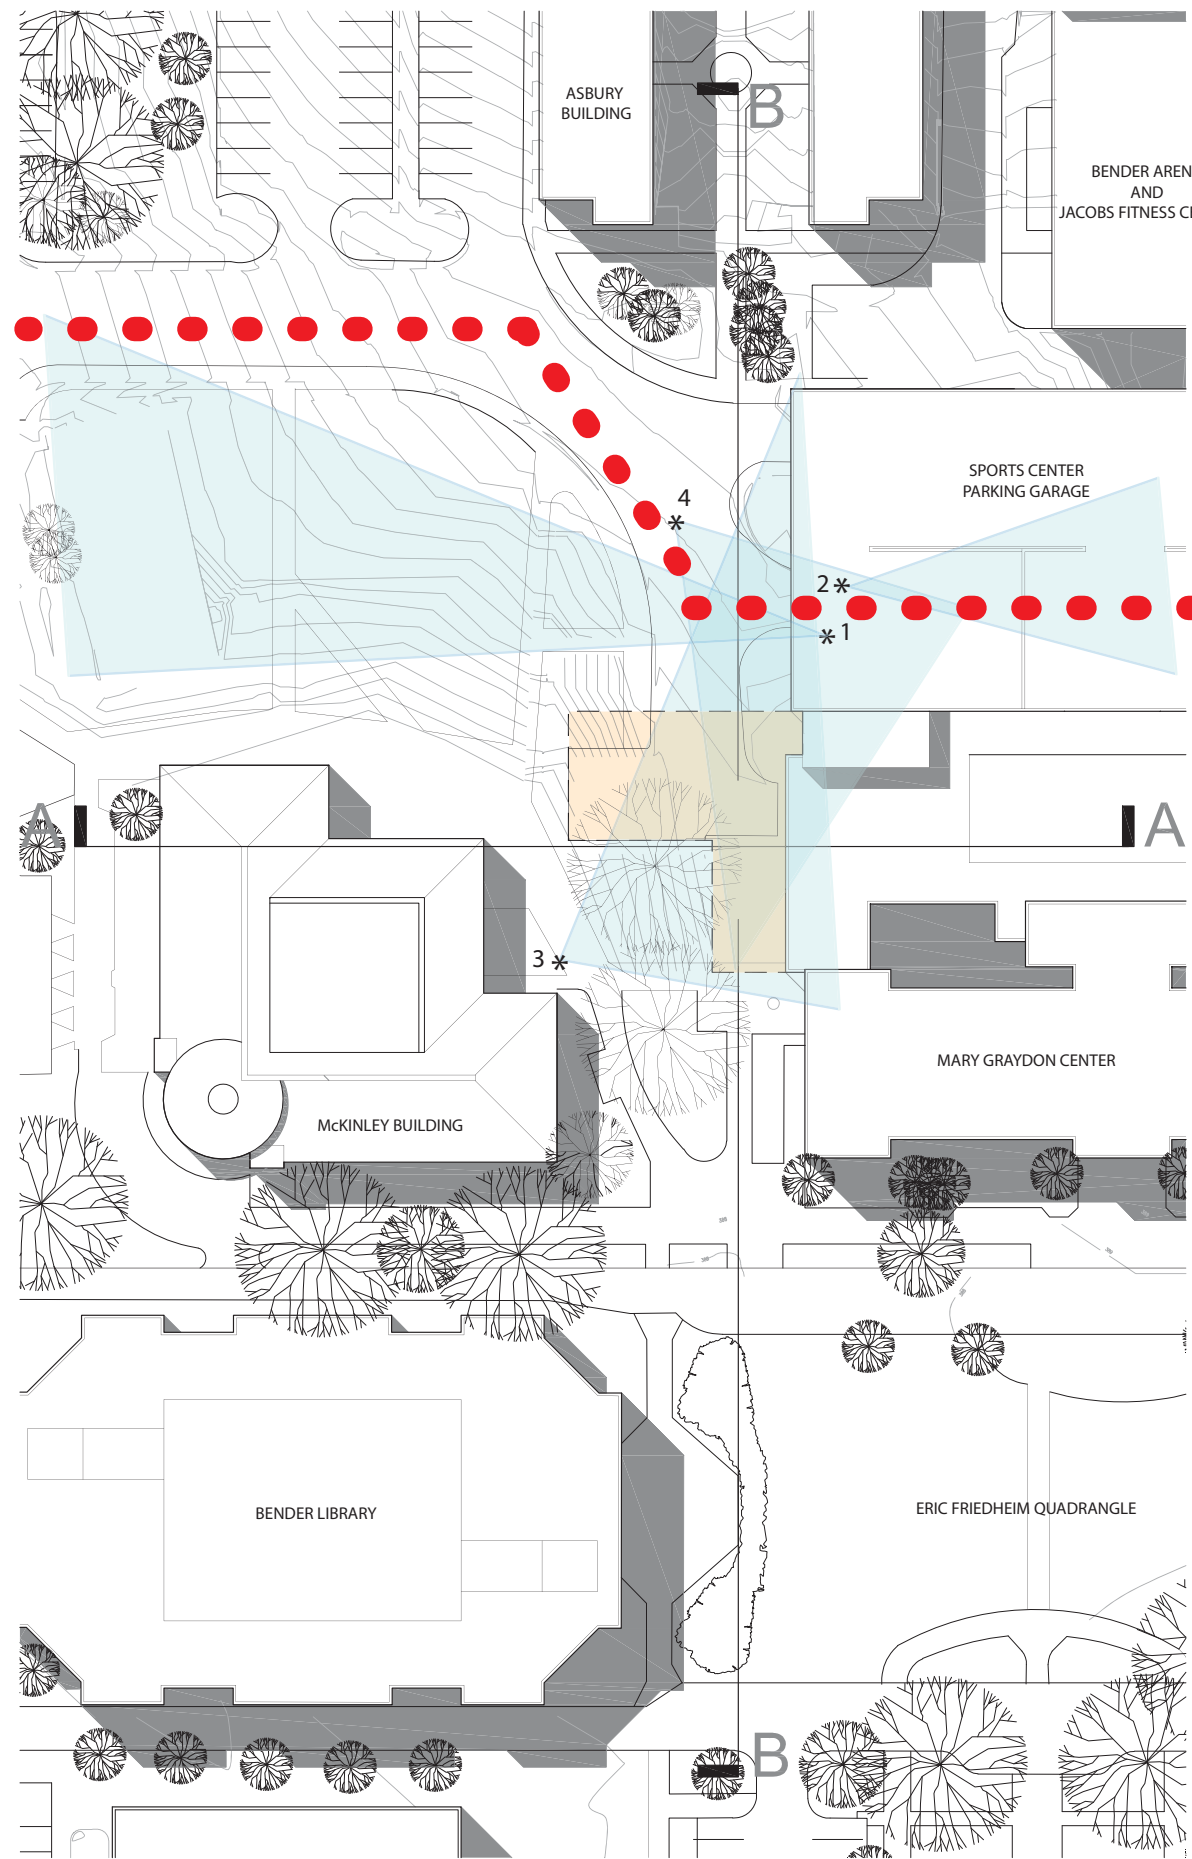 ASBURY
BUILDING
B
BENDER AREN
AND
JACOBS FITNESS C
SPORTS CENTER
PARKING GARAGE
4
2
1
A
A
3
MARY GRAYDON CENTER
McKINLEY BUILDING
BENDER LIBRARY
ERIC FRIEDHEIM QUADRANGLE
B